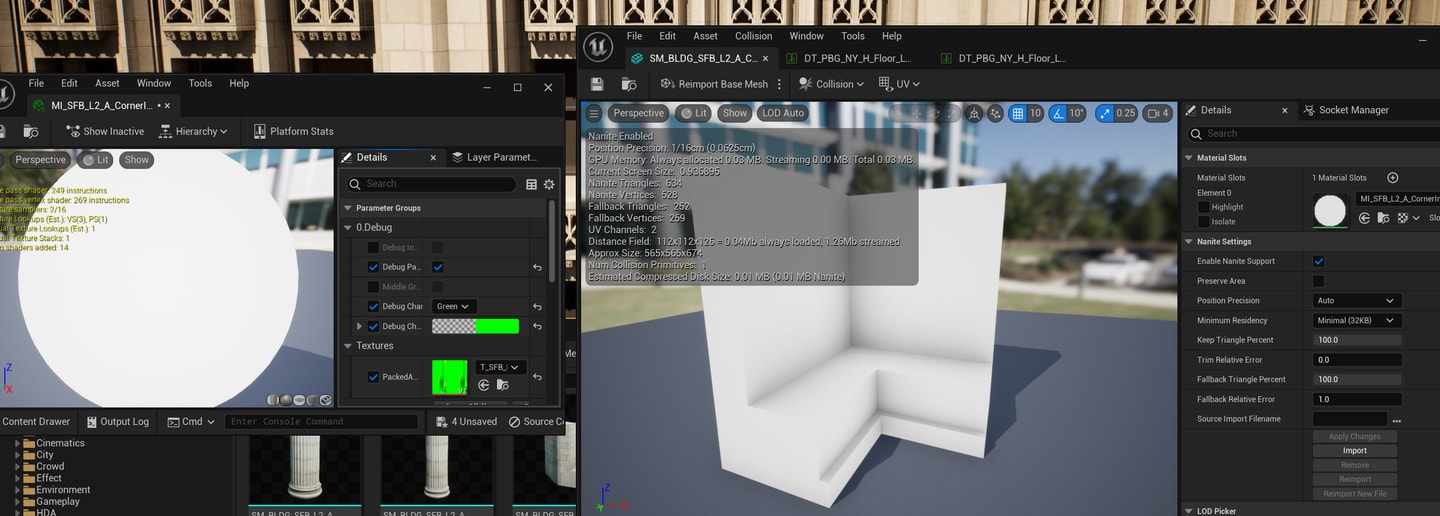 File Edit Asset Window Tools
MI_SFB_L2_A_CornerI... •
Show Inactive Hierarchy Platform Stats
Perspective Lit Show
pass shader: 249 instructions
pass vertex shader: 269 instructions
samplers: 2/16
Lookups (Est.): VS(3), PS(1)
Texture Lookups (Est.): 1
Texture Stacks: 1
shaders added: 14
Z
X
Details Layer Paramet...
Search
Parameter Groups
0.Debug
Debug In...
Debug Pa...
Middle Gr...
Debug Cha Green
Debug Ch...
Textures
PackedA... T_SFB_
Content Drawer Output Log Cmd Enter Console Command 4 Unsaved Source Co
Cinematics
City
Crowd
Effect
Environment
Gameplay
HDA
SM_BLDG_SFB_L2_A SM_BLDG_SFB_L2_A
File Edit Asset Collision Window Tools Help
SM_BLDG_SFB_L2_A_C... DT_PBG_NY_H_Floor_L... DT_PBG_NY_H_Floor_L...
Reimport Base Mesh Collision UV
Perspective Lit Show LOD Auto 10 10° 0.25 4
Nanite Enabled
Position Precision: 1/16cm (0.0625cm)
GPU Memory: Always allocated 0.03 MB. Streaming 0.00 MB. Total 0.03 MB.
Current Screen Size: 0.936895
Nanite Triangles: 634
Nanite Vertices: 528
Fallback Triangles: 252
Fallback Vertices: 259
UV Channels: 2
Distance Field: 112x112x126 = 0.04Mb always loaded, 1.26Mb streamed
Approx Size: 565x565x674
Num Collision Primitives: 1
Estimated Compressed Disk Size: 0.01 MB (0.01 MB Nanite)
Z
Details Socket Manager
Search
Material Slots
Material Slots 1 Material Slots
Element 0 MI_SFB_L2_A_CornerIn
Highlight
Isolate Slo
Nanite Settings
Enable Nanite Support
Preserve Area
Position Precision Auto
Minimum Residency Minimal (32KB)
Keep Triangle Percent 100.0
Trim Relative Error 0.0
Fallback Triangle Percent 100.0
Fallback Relative Error 1.0
Source Import Filename ...
Apply Changes
Import
Remove
Reimport
Reimport New File
LOD Picker